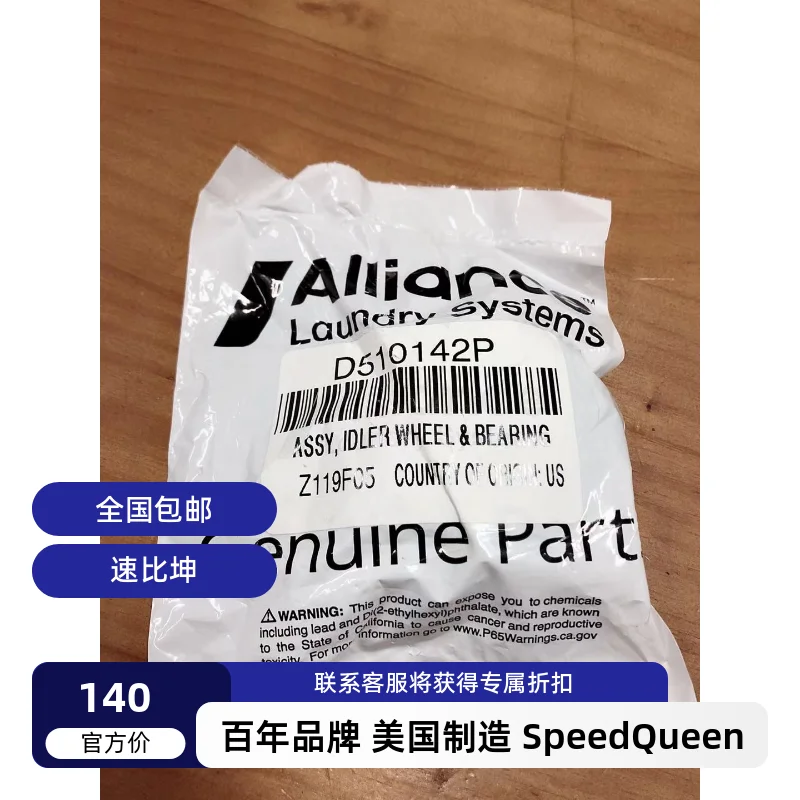 Alliance™
Laundry Systems
D510142P
ASSY, IDLER WHEEL & BEARING
Z119F05 COUNTRY OF ORIGIN: US
Genuine Part
⚠WARNING: This product can expose you to chemicals
including lead and Di(2-ethylhexyl)phthalate, which are known
to the State of California to cause cancer and reproductive
toxicity. For more information go to www.P65Warnings.ca.gov
全国包邮
速比坤
140
官方价
联系客服将获得专属折扣
百年品牌 美国制造 SpeedQueen